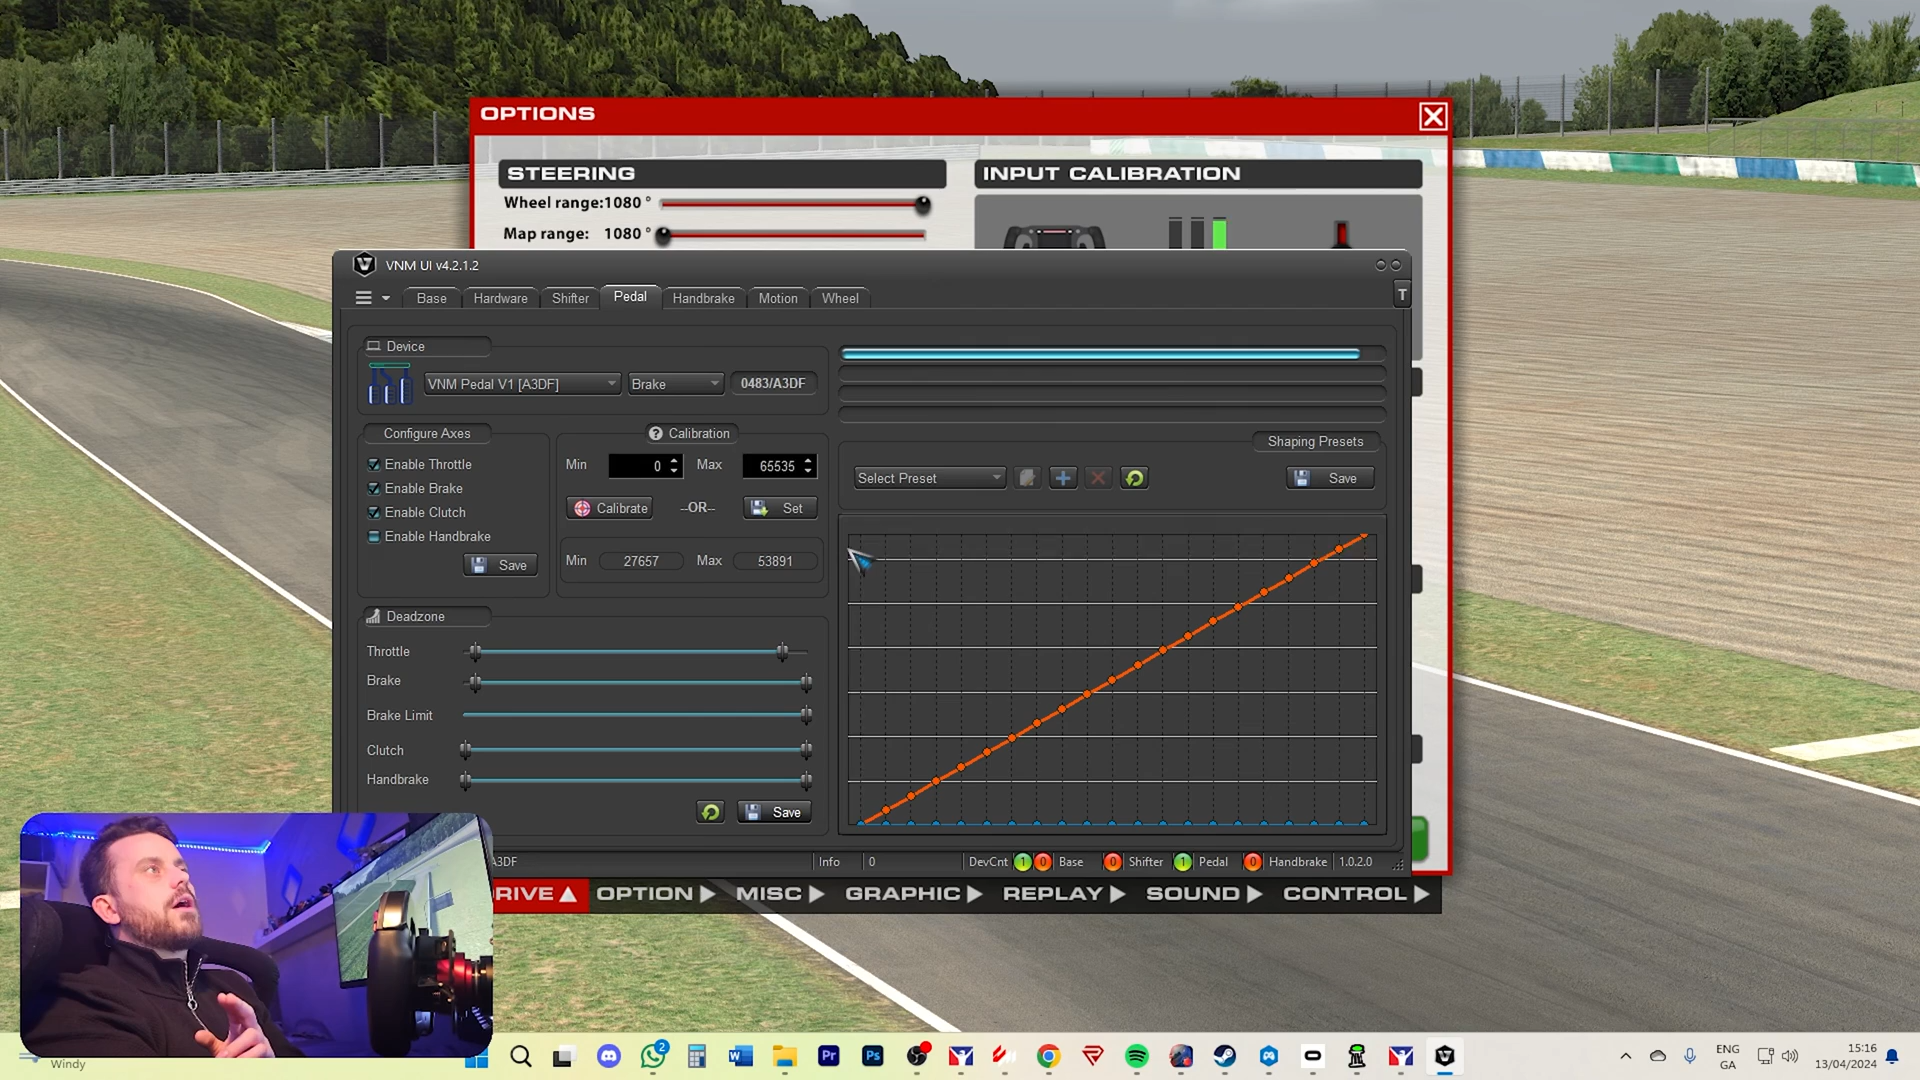 OPTIONS
STEERING
INPUT CALIBRATION
Wheel range:1080 °
Map range: 1080 °
VNM UI v4.2.1.2
Base Hardware Shifter Pedal Handbrake Motion Wheel
T
Device
VNM Pedal V1 [A3DF] Brake 0483/A3DF
Configure Axes
? Calibration
Shaping Presets
Enable Throttle
Min 0 Max 65535
Select Preset
Save
Enable Brake
Enable Clutch
Calibrate --OR-- Set
Enable Handbrake
Save
Min 27657 Max 53891
Deadzone
Throttle
Brake
Brake Limit
Clutch
Handbrake
Save
A3DF Info 0 DevCnt 1 0 Base 0 Shifter 1 Pedal 0 Handbrake 1.0.2.0
DRIVE OPTION MISC GRAPHIC REPLAY SOUND CONTROL
Windy
2
W
Pr
Ps
ENG
GA
15:16
13/04/2024